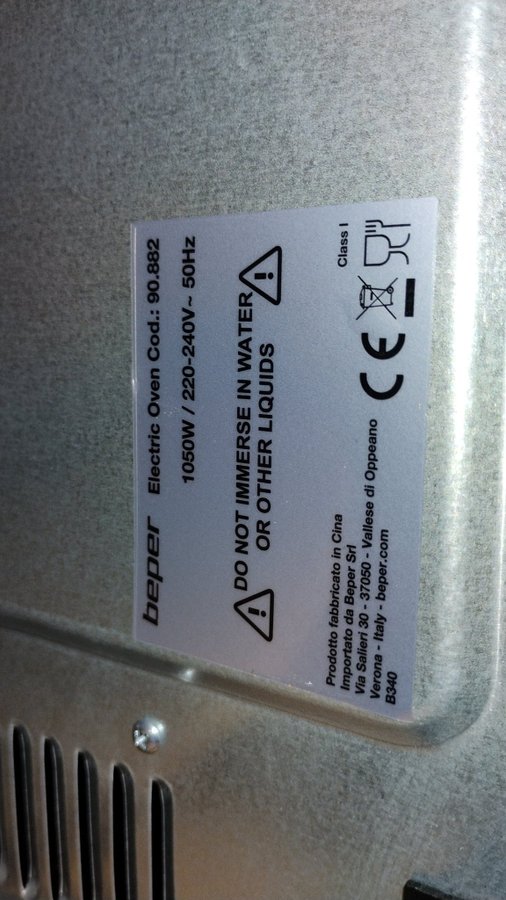 beper Electric Oven Cod.: 90.882
1050W / 220-240V~ 50Hz
DO NOT IMMERSE IN WATER
OR OTHER LIQUIDS
Prodotto fabbricato in Cina
Importato da Beper Srl
Via Salieri 30 - 37050 - Vallese di Oppeano
Verona - Italy - beper.com
B340
CE
Class I